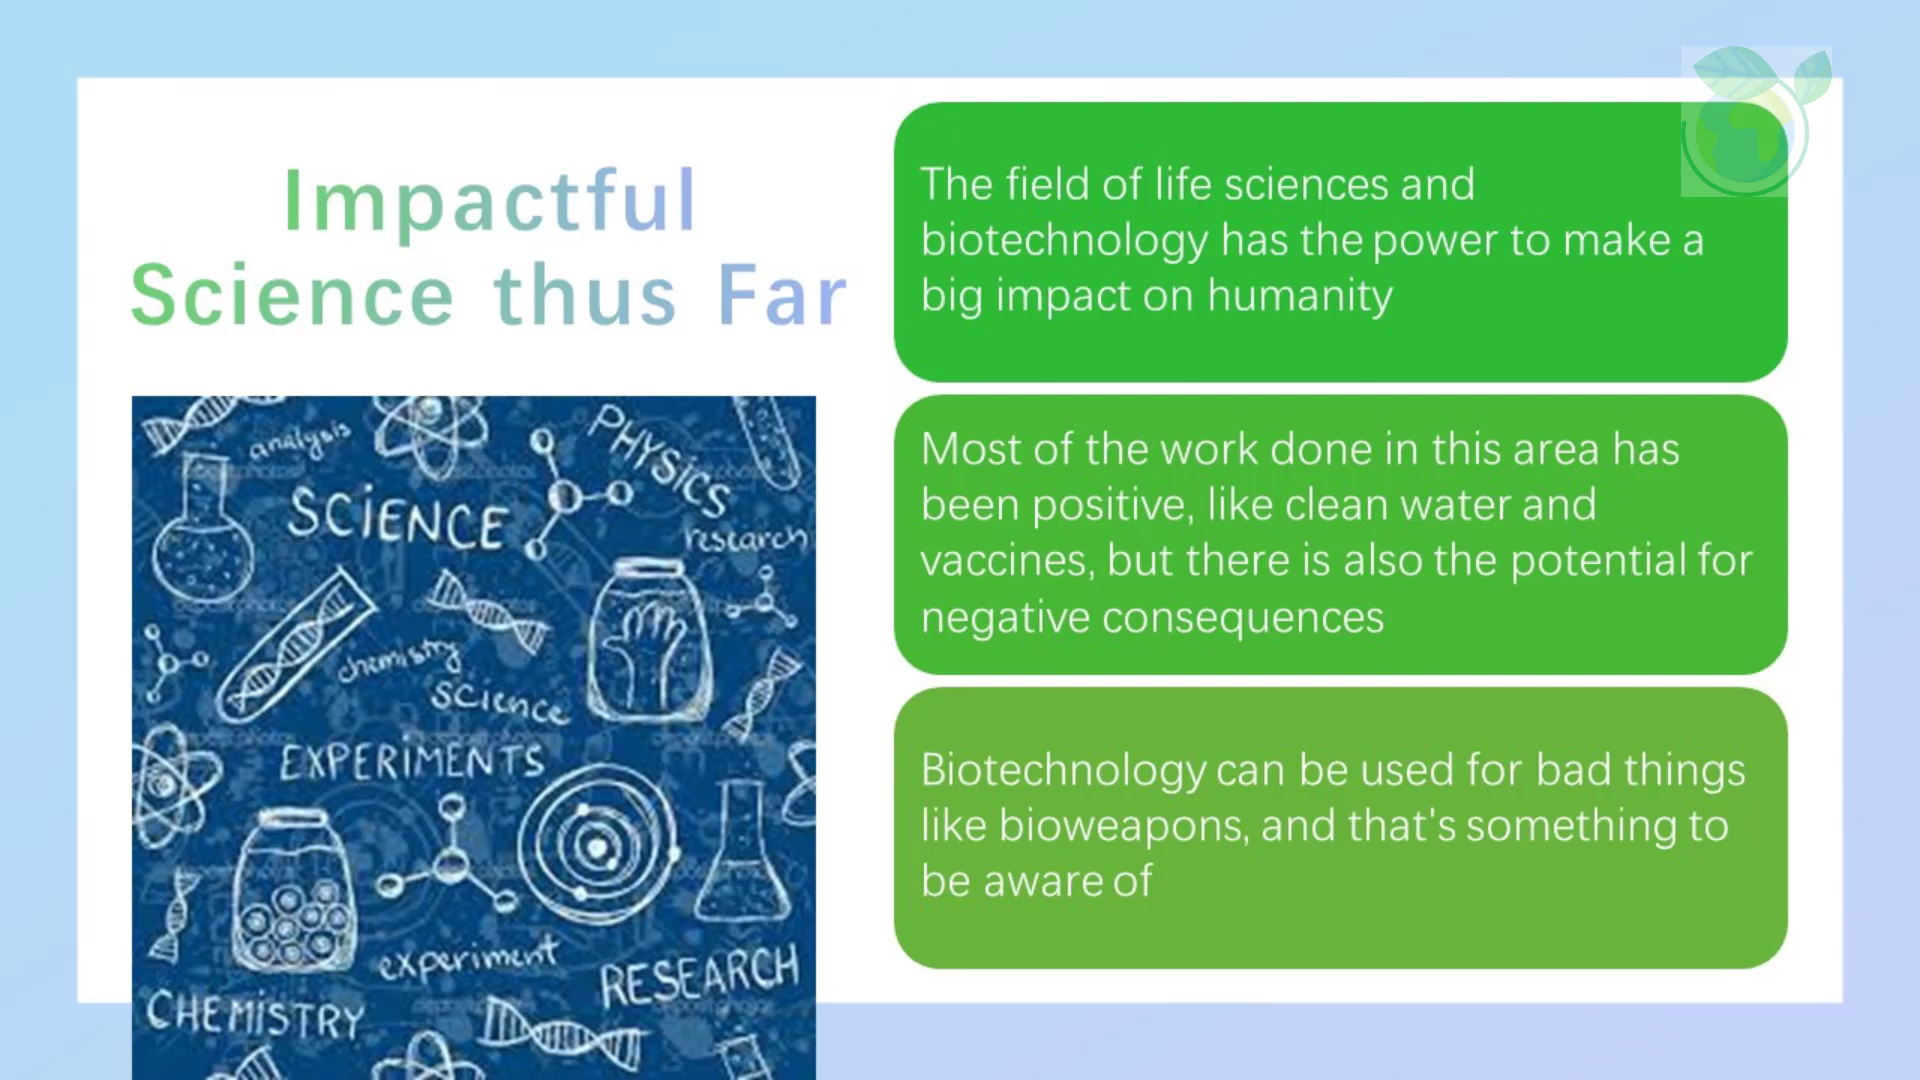 Impactful
Science thus Far
The field of life sciences and
biotechnology has the power to make a
big impact on humanity
Most of the work done in this area has
been positive, like clean water and
vaccines, but there is also the potential for
negative consequences
Biotechnology can be used for bad things
like bioweapons, and that's something to
be aware of
analysis
PHYSICS
SCIENCE
research
chemistry
science
EXPERIMENTS
experiment
RESEARCH
CHEMISTRY